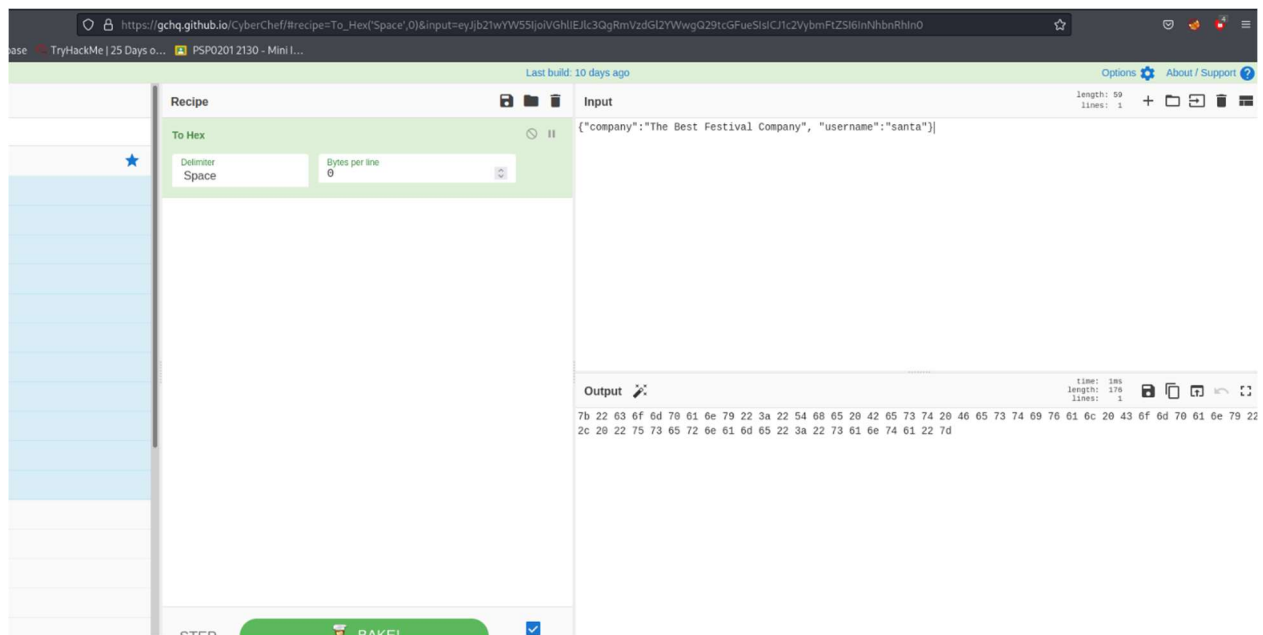 https://gchq.github.io/CyberChef/#recipe=To_Hex('Space',0)&input=eyJjb21wYW55IjoiVGhlIEJlc3QgRmVzdGl2YWwgQ29tcGFueSIsICJ1c2VybmFtZSI6InNhbnRhIn0
4
base TryHackMe | 25 Days o... PSP0201 2130 - Mini I...
Last build: 10 days ago Options About / Support ?
Recipe
Input length: 59
lines: 1
To Hex
{"company":"The Best Festival Company", "username":"santa"}
Delimiter Bytes per line
Space 0
Output time: 1ms
length: 176
lines: 1
7b 22 63 6f 6d 70 61 6e 79 22 3a 22 54 68 65 20 42 65 73 74 20 46 65 73 74 69 76 61 6c 20 43 6f 6d 70 61 6e 79 22
2c 20 22 75 73 65 72 6e 61 6d 65 22 3a 22 73 61 6e 74 61 22 7d
STEP BAKE!